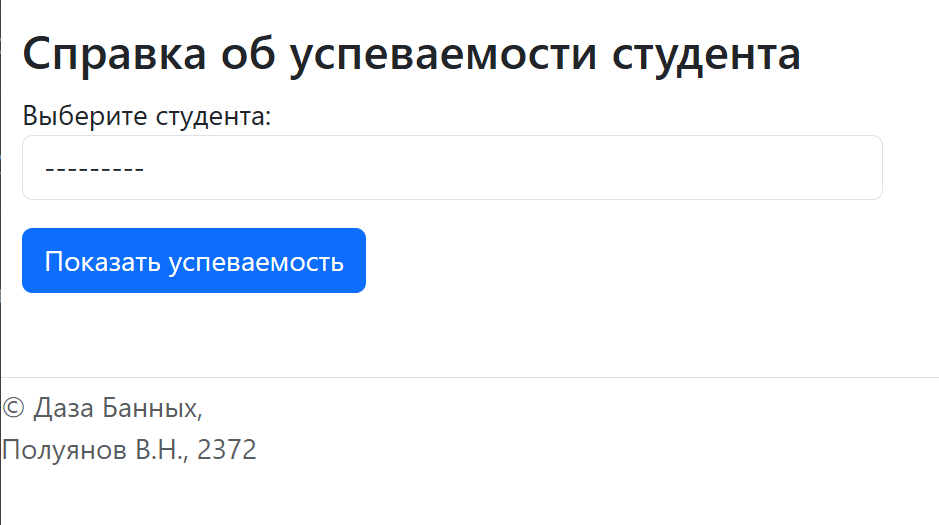 Справка об успеваемости студента
Выберите студента:
---------
Показать успеваемость
© Даза Банных,
Полуянов В.Н., 2372